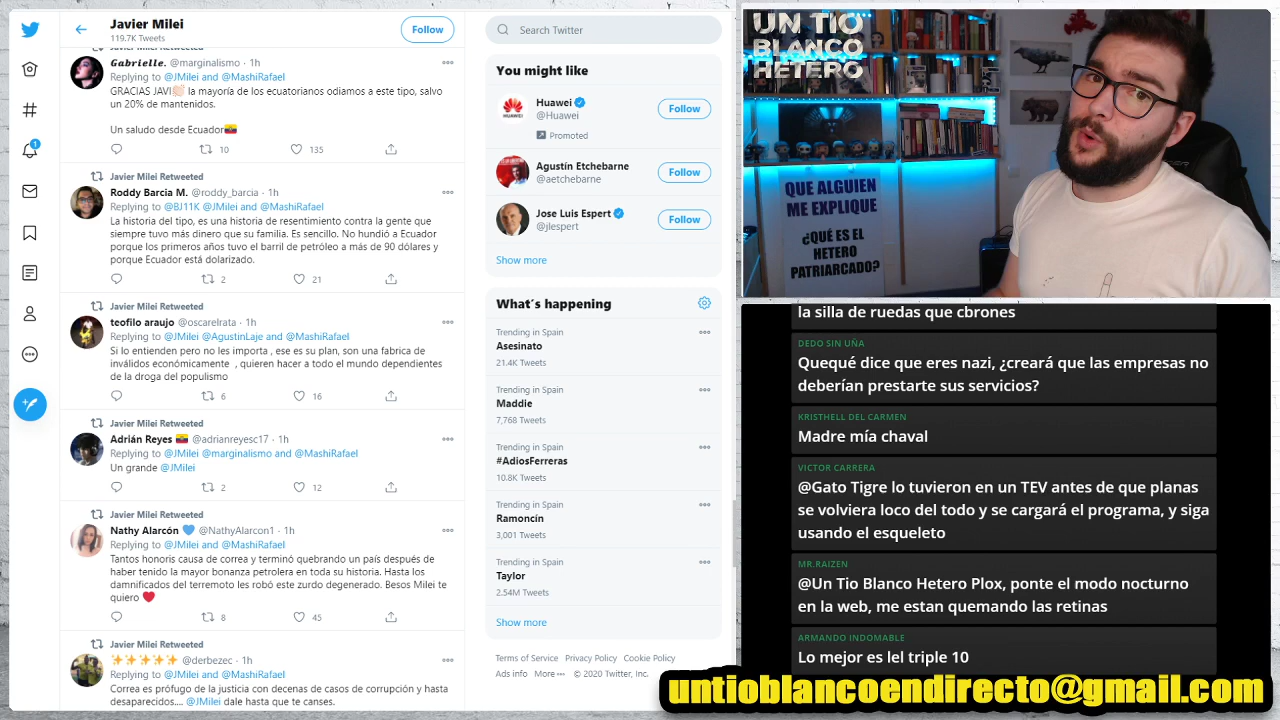 Javier Milei
119.7K Tweets
Follow
Javier Milei Retweeted
Gabrielle. @marginalismo · 1h
Replying to @JMilei and @MashiRafael
GRACIAS JAVI👏🏻 la mayoría de los ecuatorianos odiamos a este tipo, salvo
un 20% de mantenidos.
Un saludo desde Ecuador🇪🇨
10
135
Javier Milei Retweeted
Roddy Barcia M. @roddy_barcia · 1h
Replying to @BJ11K @JMilei and @MashiRafael
La historia del tipo, es una historia de resentimiento contra la gente que
siempre tuvo más dinero que su familia. Es sencillo. No hundió a Ecuador
porque los primeros años tuvo el barril de petróleo a más de 90 dólares y
porque Ecuador está dolarizado.
2
21
Javier Milei Retweeted
teofilo araujo @oscarelrata · 1h
Replying to @JMilei @AgustinLaje and @MashiRafael
Si lo entienden pero no les importa , ese es su plan, son una fabrica de
inválidos económicamente , quieren hacer a todo el mundo dependientes
de la droga del populismo
6
16
Javier Milei Retweeted
Adrián Reyes 🇪🇨 @adrianreyesc17 · 1h
Replying to @JMilei @marginalismo and @MashiRafael
Un grande @JMilei
2
12
Javier Milei Retweeted
Nathy Alarcón 💙 @NathyAlarcon1 · 1h
Replying to @JMilei and @MashiRafael
Tantos honoris causa de correa y terminó quebrando un país después de
haber tenido la mayor bonanza petrolera en toda su historia. Hasta los
damnificados del terremoto les robó este zurdo degenerado. Besos Milei te
quiero ❤️
8
45
Javier Milei Retweeted
✨✨✨✨✨ @derbezec · 1h
Replying to @JMilei and @MashiRafael
Correa es prófugo de la justicia con decenas de casos de corrupción y hasta
desaparecidos.... @JMilei dale hasta que te canses.
1
Search Twitter
You might like
Huawei
@Huawei
Promoted
Follow
HUAWEI
Agustín Etchebarne
@aetchebarne
Follow
Jose Luis Espert
@jlespert
Follow
Show more
What's happening
Trending in Spain
Asesinato
21.4K Tweets
Trending in Spain
Maddie
7,768 Tweets
Trending in Spain
#AdiosFerreras
10.8K Tweets
Trending in Spain
Ramoncín
3,001 Tweets
Trending in Spain
Taylor
2.54M Tweets
Show more
Terms of Service Privacy Policy Cookie Policy
Ads info More © 2020 Twitter, Inc.
UN TIO
BLANCO
HETERO
QUE ALGUIEN
ME EXPLIQUE
¿QUÉ ES EL
HETERO
PATRIARCADO?
la silla de ruedas que cbrones
DEDO SIN UÑA
Quequé dice que eres nazi, ¿creará que las empresas no
deberían prestarte sus servicios?
KRISTHELL DEL CARMEN
Madre mía chaval
VICTOR CARRERA
@Gato Tigre lo tuvieron en un TEV antes de que planas
se volviera loco del todo y se cargará el programa, y siga
usando el esqueleto
MR.RAIZEN
@Un Tio Blanco Hetero Plox, ponte el modo nocturno
en la web, me estan quemando las retinas
ARMANDO INDOMABLE
Lo mejor es lel triple 10
untioblancoendirecto@gmail.com